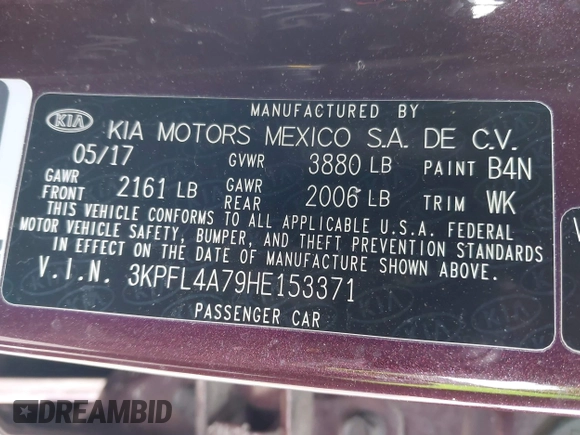 MANUFACTURED BY
KIA KIA MOTORS MEXICO S.A. DE C.V.
05/17 GVWR 3880 LB PAINT B4N
GAWR FRONT 2161 LB GAWR REAR 2006 LB TRIM WK
THIS VEHICLE CONFORMS TO ALL APPLICABLE U.S.A. FEDERAL
MOTOR VEHICLE SAFETY, BUMPER, AND THEFT PREVENTION STANDARDS
IN EFFECT ON THE DATE OF MANUFACTURE SHOWN ABOVE.
V.I.N. 3KPFL4A79HE153371
PASSENGER CAR
DREAMBID